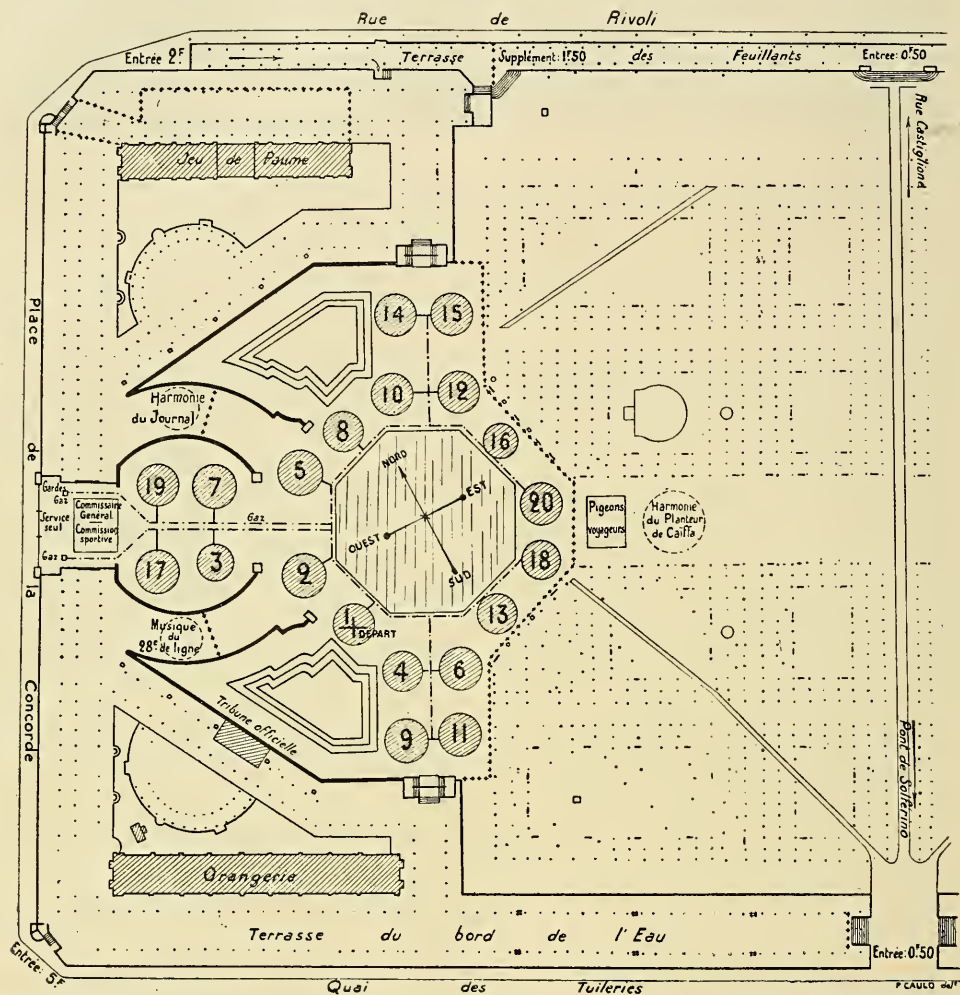 Rue de Rivoli
Entrée 2F
Terrasse
Supplément: 1F50
des Feuillants
Entrée: 0F50
Rue Castiglione
Jeu de Paume
Place de la Concorde
14
15
10
12
Harmonie
du Journal
8
16
5
NORD
EST
OUEST
SUD
19
7
20
Gardes
Gaz
Service
seul
Gaz
Commissaire
Général
Commission
sportive
Gaz
Pigeons
voyageurs
Harmonie
du Planteur
de Caïffa
17
3
2
18
13
1
DÉPART
Musique
du
28e de ligne
4
6
9
11
Tribune officielle
Pont de Solférino
Orangerie
Terrasse du bord de l'Eau
Entrée: 0F50
Entrée: 5F
Quai des Tuileries
P. CAULO delt